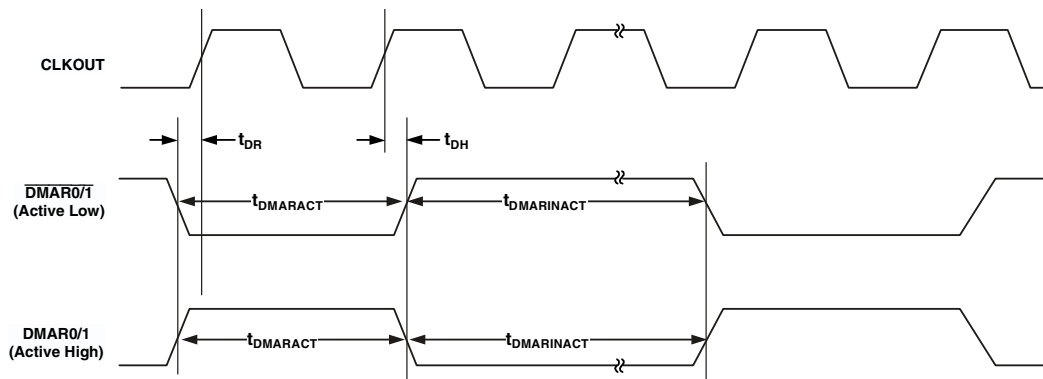 CLKOUT
tDR
tDH
DMAR0/1
(Active Low)
tDMARACT
tDMARINACT
DMAR0/1
(Active High)
tDMARACT
tDMARINACT